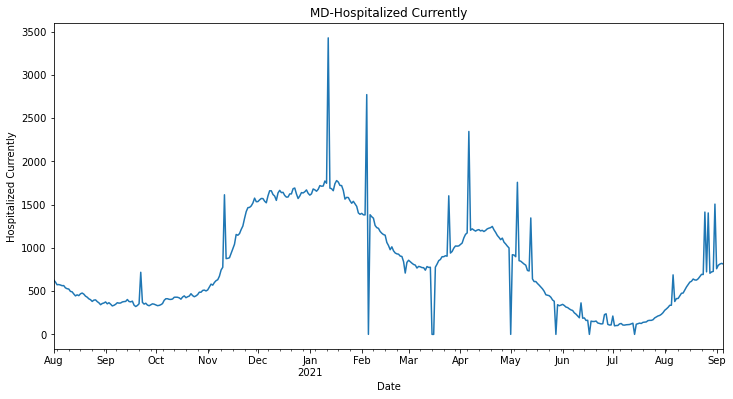 MD-Hospitalized Currently
3500
3000
2500
2000
1500
1000
500
0
Hospitalized Currently
Aug Sep Oct Nov Dec Jan Feb Mar Apr May Jun Jul Aug Sep
2021
Date